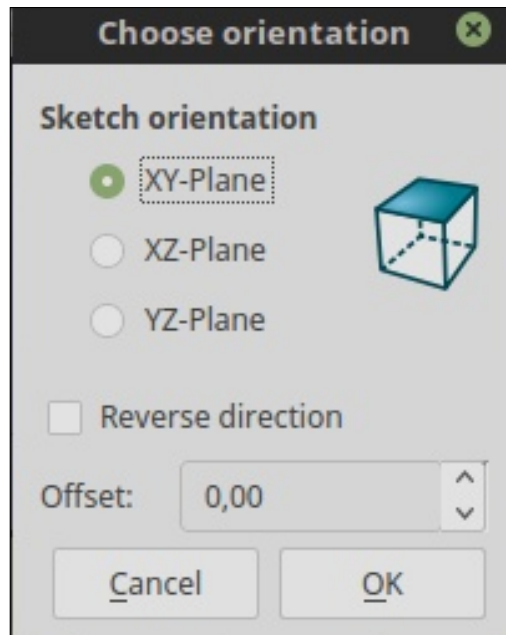 Choose orientation
Sketch orientation
XY-Plane
XZ-Plane
YZ-Plane
Reverse direction
Offset: 0,00
Cancel OK